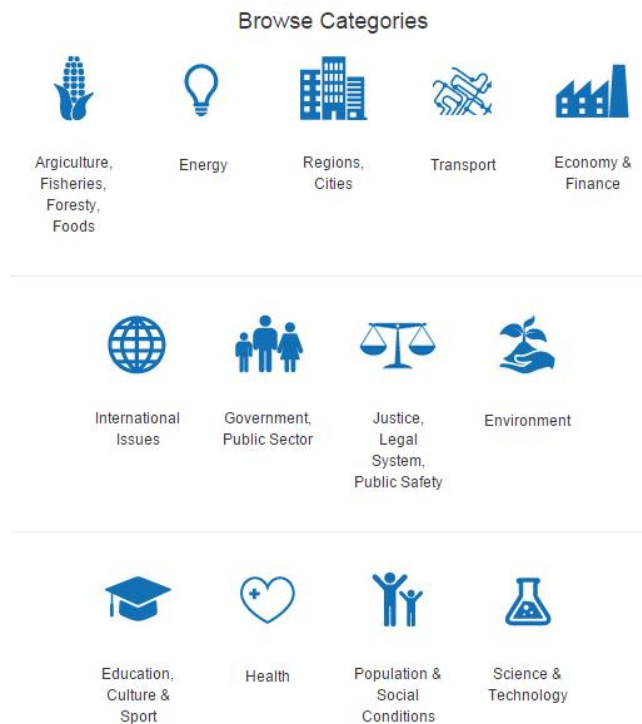 Browse Categories
Argiculture,
Fisheries,
Foresty,
Foods
Energy
Regions,
Cities
Transport
Economy &
Finance
International
Issues
Government,
Public Sector
Justice,
Legal
System,
Public Safety
Environment
Education,
Culture &
Sport
Health
Population &
Social
Conditions
Science &
Technology